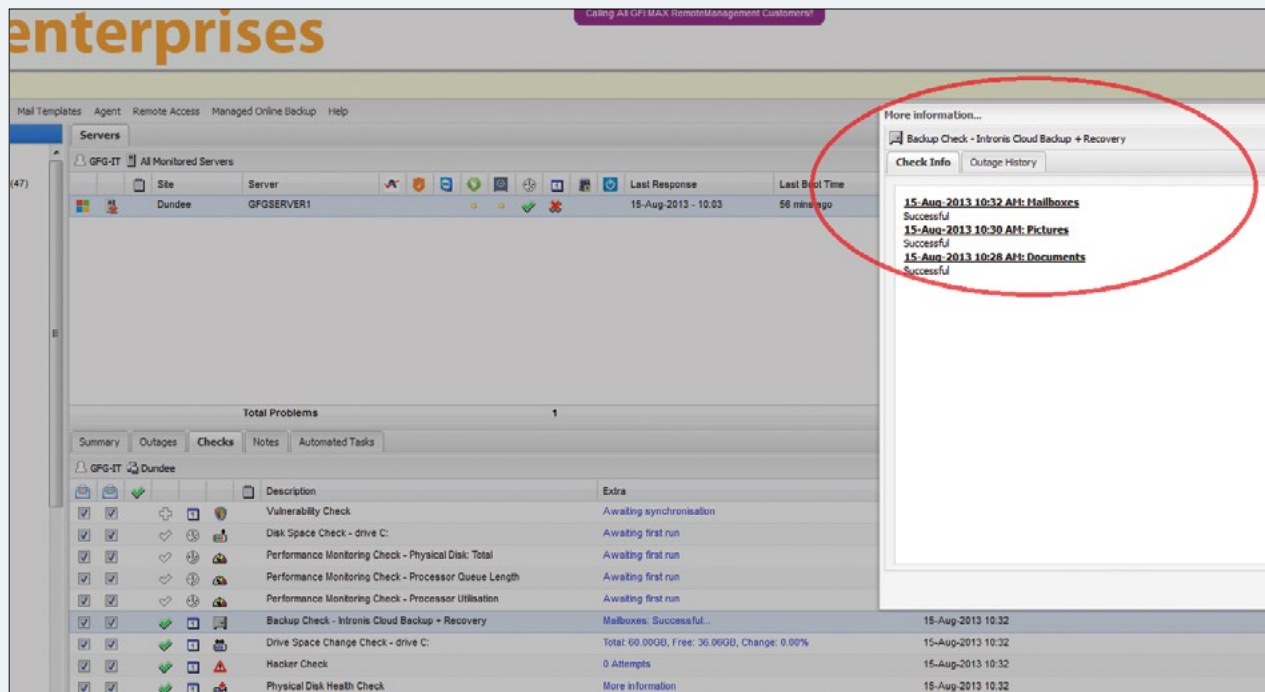 Calling All GFI MAX RemoteManagement Customers!
enterprises
Mail Templates Agent Remote Access Managed Online Backup Help
Servers
GFG-IT All Monitored Servers
(47)
Site Server Last Response Last Boot Time
Dundee GFGSERVER1 15-Aug-2013 - 10:03 56 mins ago
Total Problems 1
Summary Outages Checks Notes Automated Tasks
GFG-IT Dundee
Description Extra
Vulnerability Check Awaiting synchronisation
Disk Space Check - drive C: Awaiting first run
Performance Monitoring Check - Physical Disk: Total Awaiting first run
Performance Monitoring Check - Processor Queue Length Awaiting first run
Performance Monitoring Check - Processor Utilisation Awaiting first run
Backup Check - Intronis Cloud Backup + Recovery Mailboxes: Successful... 15-Aug-2013 10:32
Drive Space Change Check - drive C: Total: 60.00GB, Free: 36.06GB, Change: 0.00% 15-Aug-2013 10:32
Hacker Check 0 Attempts 15-Aug-2013 10:32
Physical Disk Health Check More information 15-Aug-2013 10:32
More information...
Backup Check - Intronis Cloud Backup + Recovery
Check Info Outage History
15-Aug-2013 10:32 AM: Mailboxes
Successful
15-Aug-2013 10:30 AM: Pictures
Successful
15-Aug-2013 10:28 AM: Documents
Successful